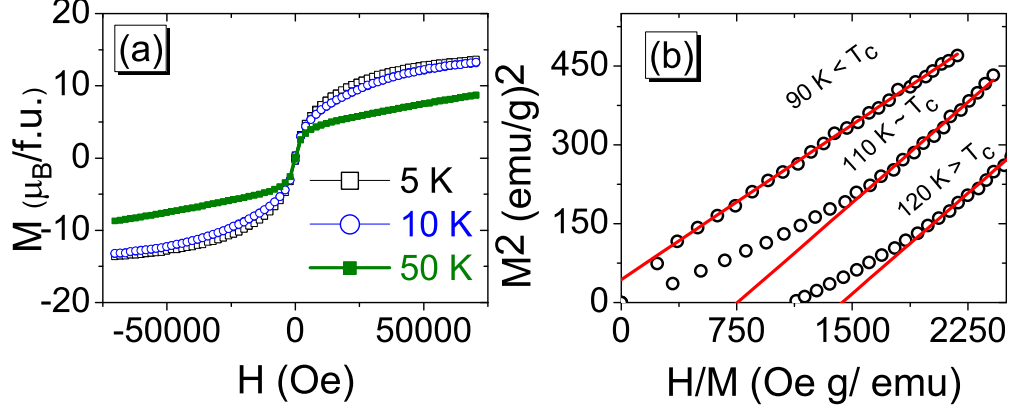 (a)
M (μB/f.u.)
20
10
0
-10
-20
5 K
10 K
50 K
-50000 0 50000
H (Oe)
(b)
M2 (emu/g)2
450
300
150
0
90 K < Tc
110 K ~ Tc
120 K > Tc
0 750 1500 2250
H/M (Oe g/ emu)